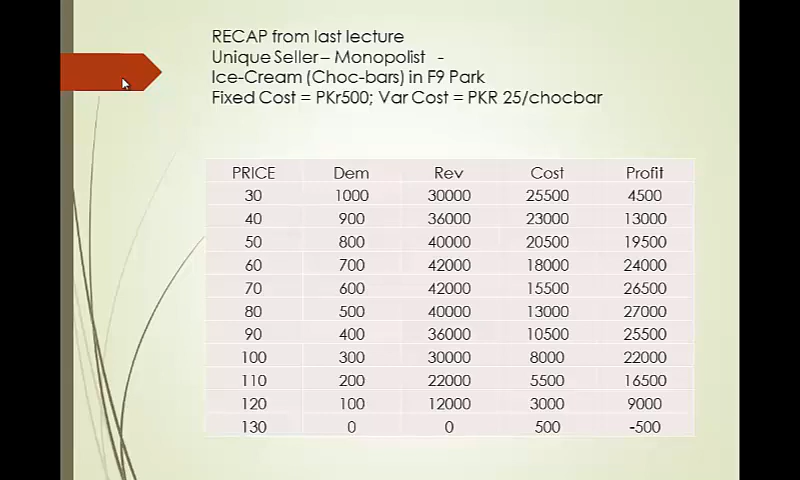 RECAP from last lecture
Unique Seller – Monopolist -
Ice-Cream (Choc-bars) in F9 Park
Fixed Cost = PKr500; Var Cost = PKR 25/chocbar
PRICE Dem Rev Cost Profit
30 1000 30000 25500 4500
40 900 36000 23000 13000
50 800 40000 20500 19500
60 700 42000 18000 24000
70 600 42000 15500 26500
80 500 40000 13000 27000
90 400 36000 10500 25500
100 300 30000 8000 22000
110 200 22000 5500 16500
120 100 12000 3000 9000
130 0 0 500 -500